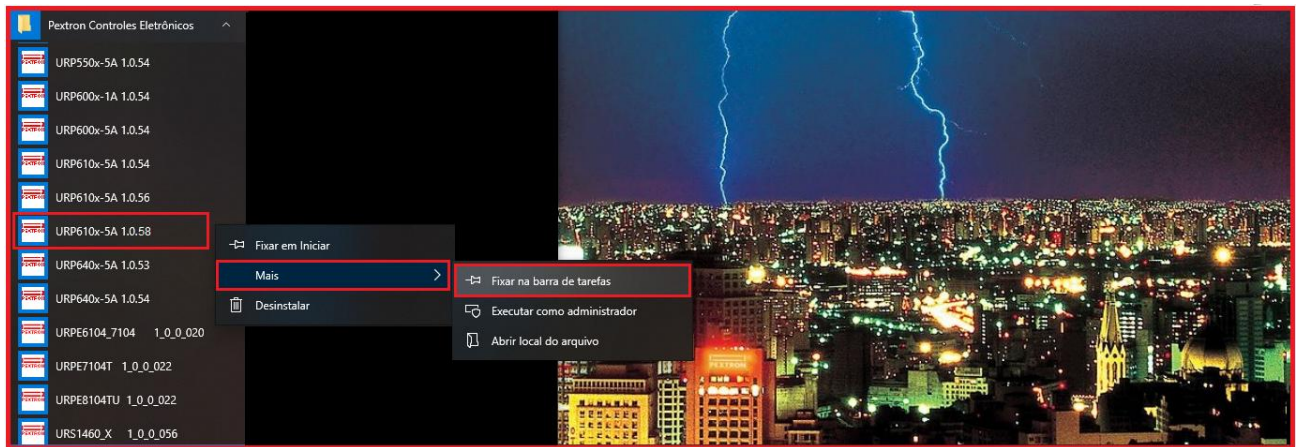 Pextron Controles Eletrônicos
URP550x-5A 1.0.54
URP600x-1A 1.0.54
URP600x-5A 1.0.54
URP610x-5A 1.0.54
URP610x-5A 1.0.56
URP610x-5A 1.0.58
URP640x-5A 1.0.53
URP640x-5A 1.0.54
URPE6104_7104 1_0_0_020
URPE7104T 1_0_0_022
URPE8104TU 1_0_0_022
URS1460_X 1_0_0_056
Fixar em Iniciar
Mais
Desinstalar
Fixar na barra de tarefas
Executar como administrador
Abrir local do arquivo
PEXTRON